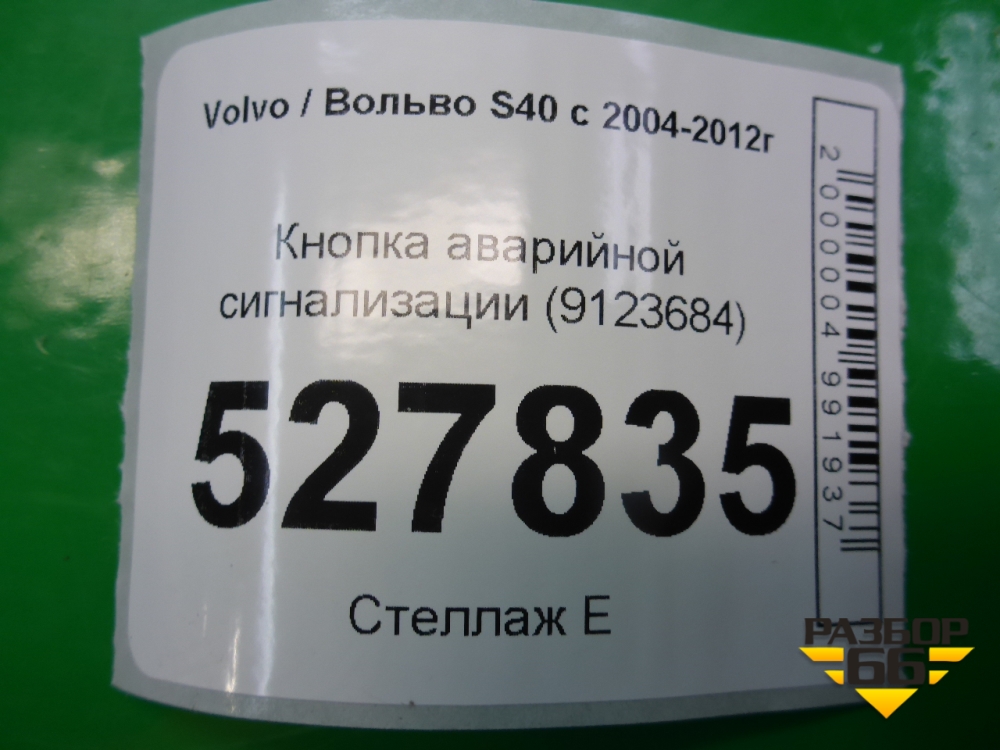 Volvo / Вольво S40 с 2004-2012г
Кнопка аварийной
сигнализации (9123684)
527835
Стеллаж Е
2000004991937
РАЗБОР
66